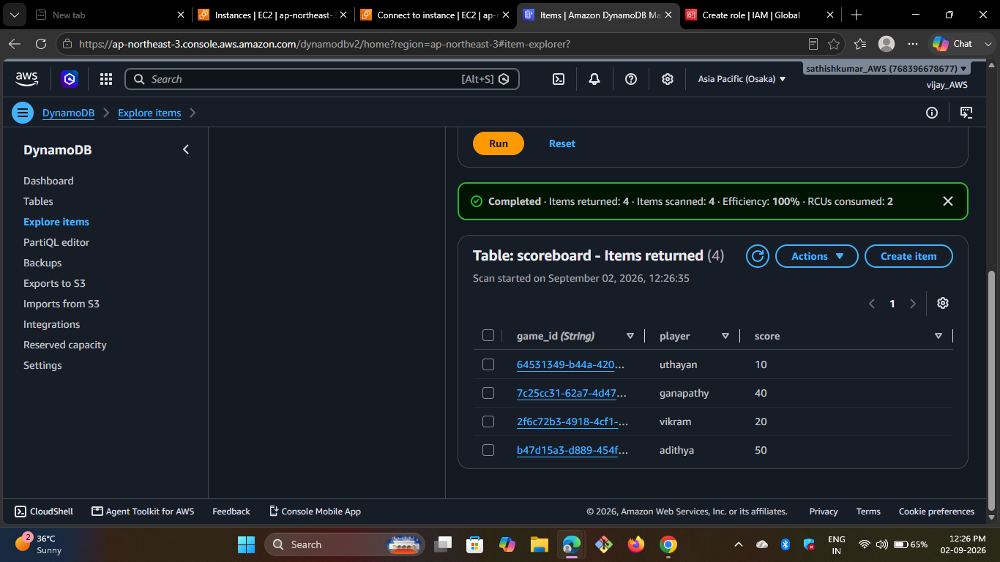 New tab
Instances | EC2 | ap-northeast-3
Connect to instance | EC2 | ap-
Items | Amazon DynamoDB Ma
Create role | IAM | Global
https://ap-northeast-3.console.aws.amazon.com/dynamodbv2/home?region=ap-northeast-3#item-explorer?
Chat
aws
Search
[Alt+S]
Asia Pacific (Osaka)
sathishkumar_AWS (768396678677)
vijay_AWS
DynamoDB
Explore items
DynamoDB
Dashboard
Tables
Explore items
PartiQL editor
Backups
Exports to S3
Imports from S3
Integrations
Reserved capacity
Settings
Run
Reset
Completed · Items returned: 4 · Items scanned: 4 · Efficiency: 100% · RCUs consumed: 2
Table: scoreboard - Items returned (4)
Actions
Create item
Scan started on September 02, 2026, 12:26:35
1
game_id (String) player score
64531349-b44a-420... uthayan 10
7c25cc31-62a7-4d47... ganapathy 40
2f6c72b3-4918-4cf1-... vikram 20
b47d15a3-d889-454f... adithya 50
CloudShell
Agent Toolkit for AWS
Feedback
Console Mobile App
© 2026, Amazon Web Services, Inc. or its affiliates.
Privacy
Terms
Cookie preferences
2
36°C
Sunny
Search
ENG
IN
65%
12:26 PM
02-09-2026